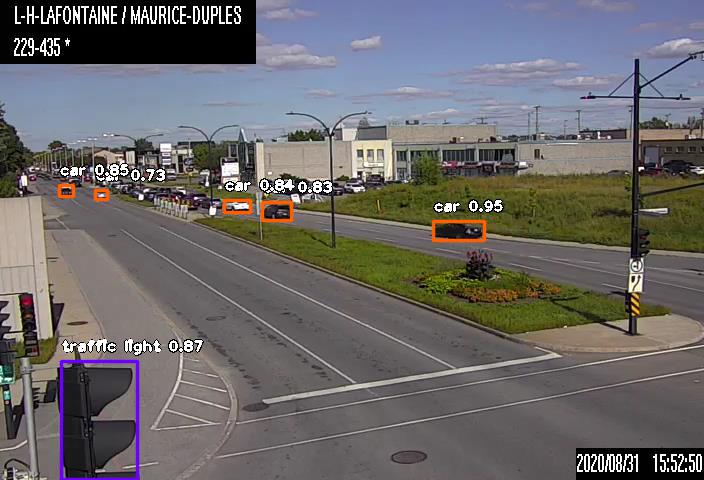 L-H-LAFONTAINE / MAURICE-DUPLES
229-435 *
car 0.85
0.73
car 0.84
0.83
car 0.95
traffic light 0.87
2020/08/31 15:52:50